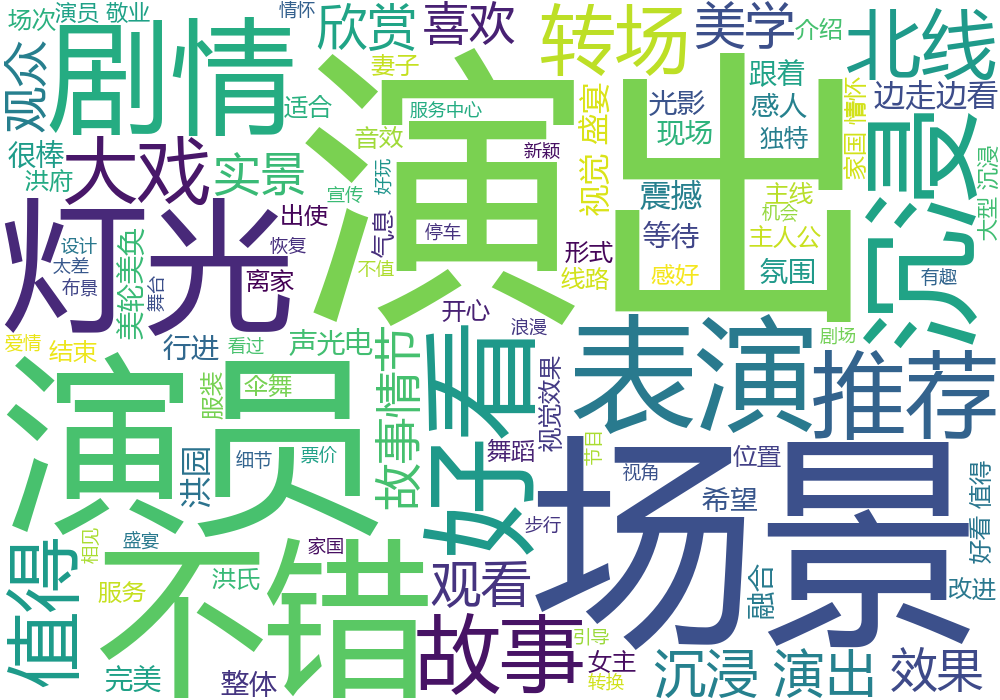 场次
演员 敬业
情怀
欣赏
喜欢
转场
美学
介绍
北线
剧情
观众
妻子
跟着
演出
适合
服务中心
光影
感人
边走边看
盛宴
视觉
音效
现场
独特
家国 情怀
沉浸
很棒
大戏
实景
新颖
洪府
好玩
宣传
震撼
主线
机会
大型 沉浸
灯光
出使
气息
停车
等待
主人公
设计
美轮美奂
恢复
形式
氛围
太差
不值
离家
线路
感好
有趣
布景
舞台
开心
浪漫
爱情
结束
行进
看过
声光电
剧场
表演
推荐
演员
服装
伞舞
故事情节
好看
视觉效果
场景
洪园
细节
票价
舞蹈
节目
视角
位置
好看 值得
希望
步行
值得
相见
盛宴
不错
家国
洪氏
观看
融合
改进
服务
故事
引导
完美
整体
女主
转换
沉浸 演出
效果